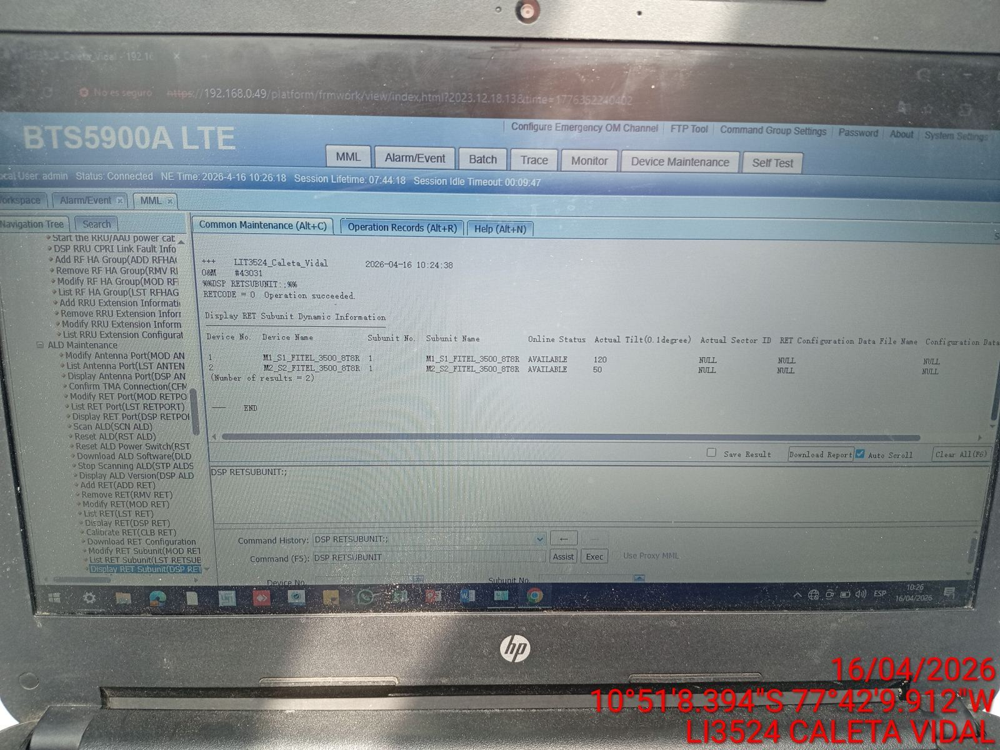 No es seguro https://192.168.0.49/platform/frmwork/view/index.html?2023.12.18.13&time=1776352240402
Configure Emergency OM Channel FTP Tool Command Group Settings Password About System Settings
BTS5900A LTE
MML Alarm/Event Batch Trace Monitor Device Maintenance Self Test
User: admin Status: Connected NE Time: 2026-4-16 10:26:18 Session Lifetime: 07:44:18 Session Idle Timeout: 00:09:47
Alarm/Event MML
Navigation Tree Search
Common Maintenance (Alt+C) Operation Records (Alt+R) Help (Alt+N)
Start the RRU/AAU power cat
DSP RRU CPRI Link Fault Info
Add RF HA Group(ADD RFHA
Remove RF HA Group(RMV RI
Modify RF HA Group(MOD RF
List RF HA Group(LST RFHAG
Add RRU Extension Informati
Remove RRU Extension Infor
Modify RRU Extension Inform
List RRU Extension Configurat
ALD Maintenance
Modify Antenna Port(MOD AN
List Antenna Port(LST ANTEN
Display Antenna Port(DSP AN
Confirm TMA Connection(CFM
Modify RET Port(MOD RETPO
List RET Port(LST RETPORT)
Display RET Port(DSP RETPO
Scan ALD(SCN ALD)
Reset ALD(RST ALD)
Reset ALD Power Switch(RST
Download ALD Software(DLD
Stop Scanning ALD(STP ALDS
Display ALD Version(DSP ALD
Add RET(ADD RET)
Remove RET(RMV RET)
Modify RET(MOD RET)
List RET(LST RET)
Display RET(DSP RET)
Calibrate RET(CLB RET)
Download RET Configuration
Modify RET Subunit(MOD RET
List RET Subunit(LST RETSUB
Display RET Subunit(DSP RET
+++ LIT3524_Caleta_Vidal 2026-04-16 10:24:38
O&M #43031
%%DSP RETSUBUNIT:;%%
RETCODE = 0 Operation succeeded.
Display RET Subunit Dynamic Information
Device No. Device Name Subunit No. Subunit Name Online Status Actual Tilt(0.1degree) Actual Sector ID RET Configuration Data File Name Configuration Data
1 M1_S1_FITEL_3500_8T8R 1 M1_S1_FITEL_3500_8T8R AVAILABLE 120 NULL NULL NULL
2 M2_S2_FITEL_3500_8T8R 1 M2_S2_FITEL_3500_8T8R AVAILABLE 50 NULL NULL NULL
(Number of results = 2)
--- END
Save Result Download Report Auto Scroll Clear All(F6)
DSP RETSUBUNIT:;
Command History: DSP RETSUBUNIT:;
Command (F5): DSP RETSUBUNIT Assist Exec Use Proxy MML
Device No. Subunit No.
ESP 10:26
16/04/2026
hp
16/04/2026
10°51'8.394"S 77°42'9.912"W
LI3524 CALETA VIDAL